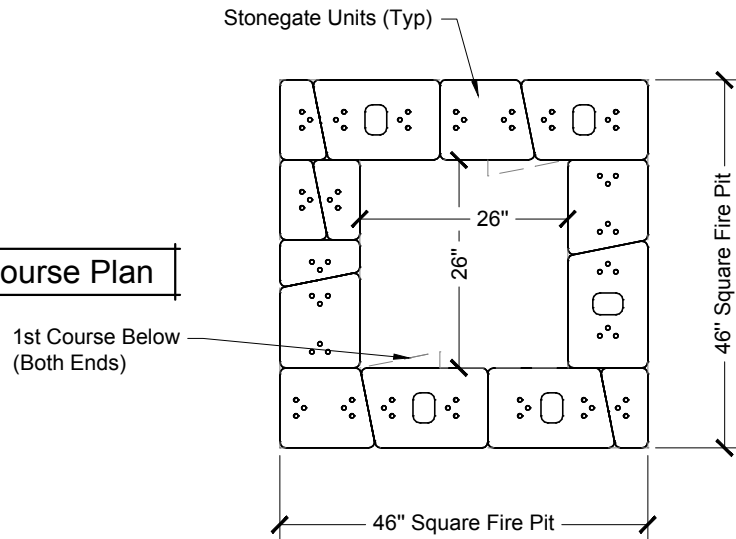 Stonegate Units (Typ)
26"
26"
46" Square Fire Pit
ourse Plan
1st Course Below
(Both Ends)
46" Square Fire Pit